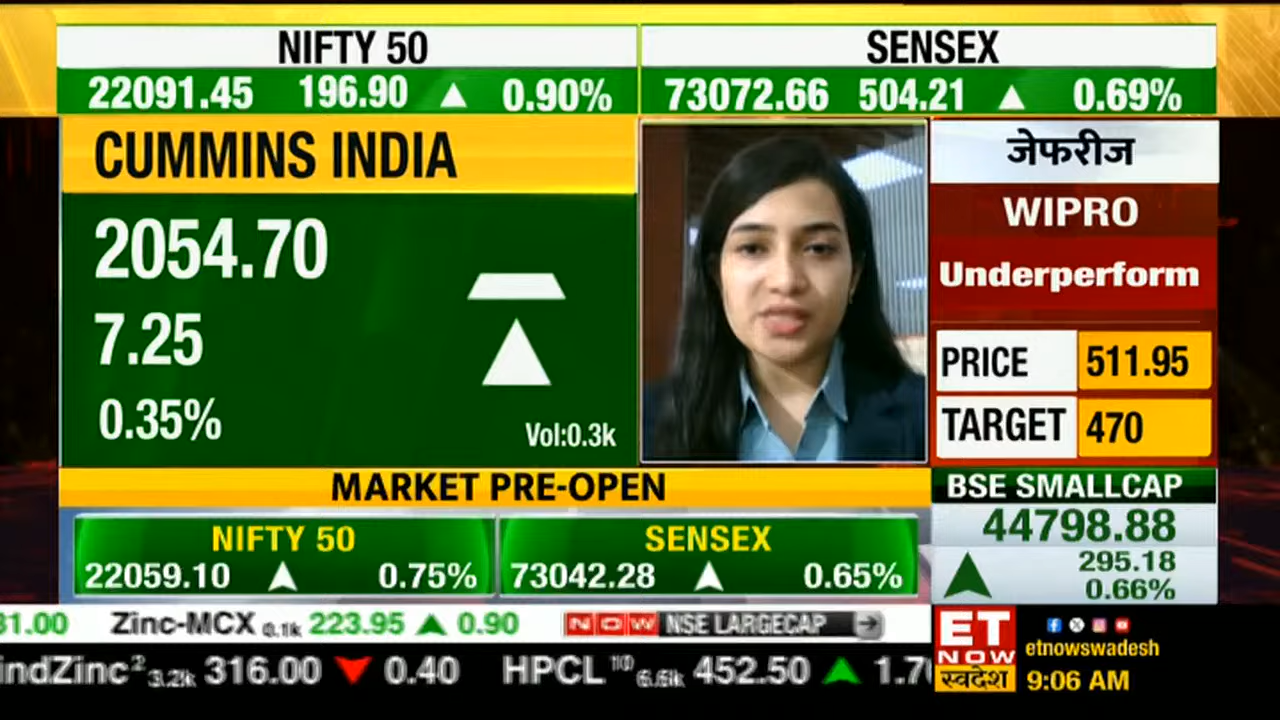 NIFTY 50
22091.45 196.90 ▲ 0.90%
SENSEX
73072.66 504.21 ▲ 0.69%
CUMMINS INDIA
2054.70
7.25
0.35%
Vol:0.3k
जेफरीज
WIPRO
Underperform
PRICE 511.95
TARGET 470
MARKET PRE-OPEN
NIFTY 50
22059.10 ▲ 0.75%
SENSEX
73042.28 ▲ 0.65%
BSE SMALLCAP
44798.88
▲ 295.18
0.66%
31.00 Zinc-MCX 0.1k 223.95 ▲ 0.90 NOW NSE LARGECAP
indZinc 2 3.2k 316.00 ▼ 0.40 HPCL 10 6.6k 452.50 ▲ 1.7
ET
NOW
स्वदेश
etnowswadesh
9:06 AM